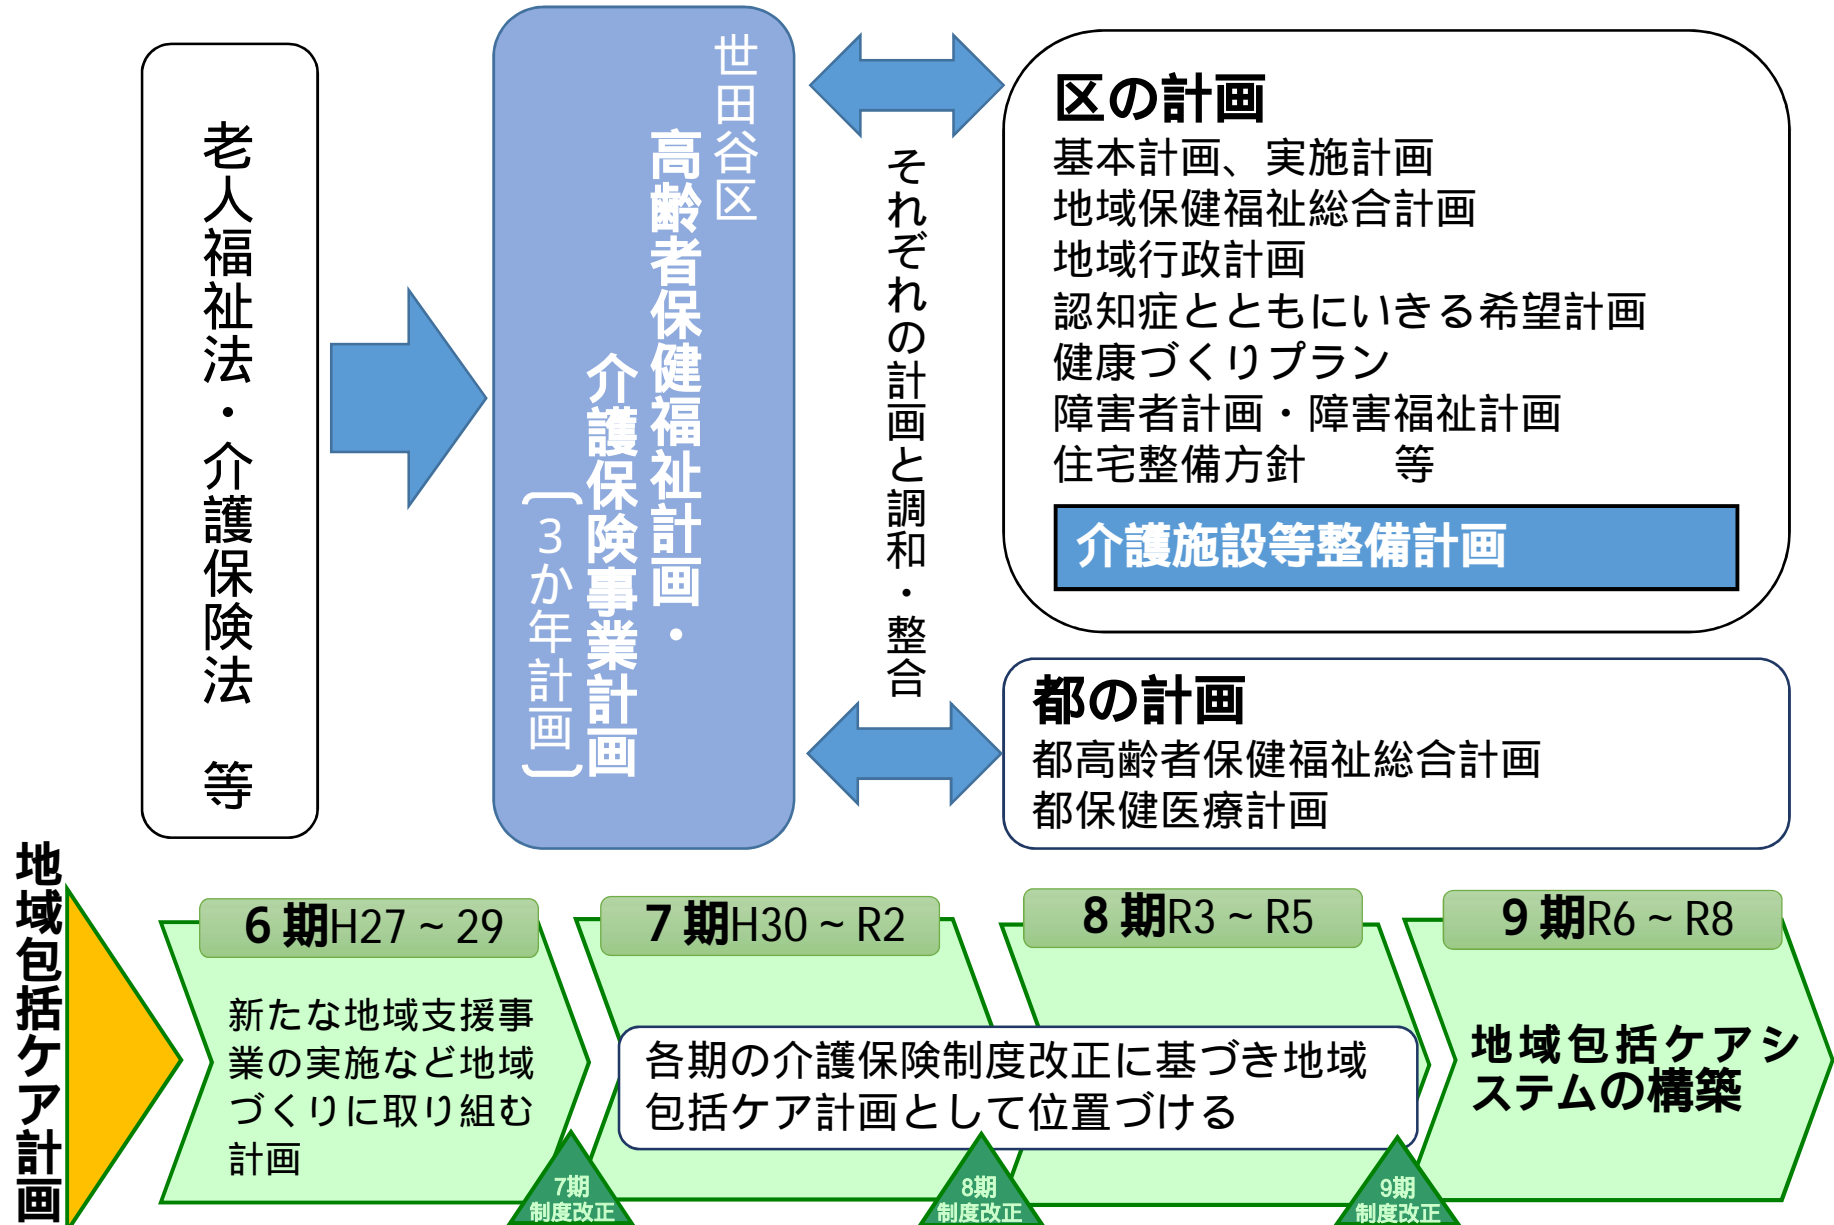 老人福祉法・介護保険法　等
世田谷区
高齢者保健福祉計画・
介護保険事業計画
〔3か年計画〕
それぞれの計画と調和・整合
区の計画
基本計画、実施計画
地域保健福祉総合計画
地域行政計画
認知症とともにいきる希望計画
健康づくりプラン
障害者計画・障害福祉計画
住宅整備方針　　等
介護施設等整備計画
都の計画
都高齢者保健福祉総合計画
都保健医療計画
地域包括ケア計画
6期H27～29
新たな地域支援事
業の実施など地域
づくりに取り組む
計画
7期H30～R2
8期R3～R5
各期の介護保険制度改正に基づき地域
包括ケア計画として位置づける
9期R6～R8
地域包括ケアシ
ステムの構築
7期
制度改正
8期
制度改正
9期
制度改正